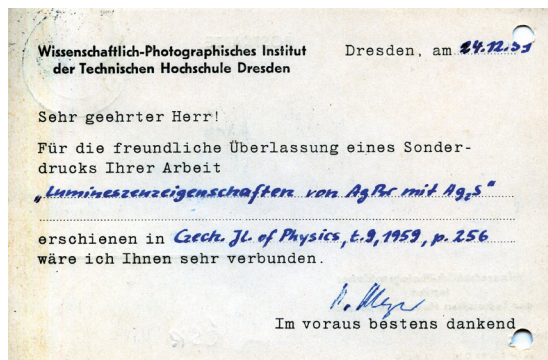 Wissenschaftlich-Photographisches Institut
der Technischen Hochschule Dresden
Dresden, am 24.12.59
Sehr geehrter Herr!
Für die freundliche Überlassung eines Sonder-
drucks Ihrer Arbeit
"Lumineszenzeigenschaften von AgBr mit Ag₂S"
erschienen in Czech. Jl. of Physics, t.9, 1959, p. 256
wäre ich Ihnen sehr verbunden.
Im voraus bestens dankend